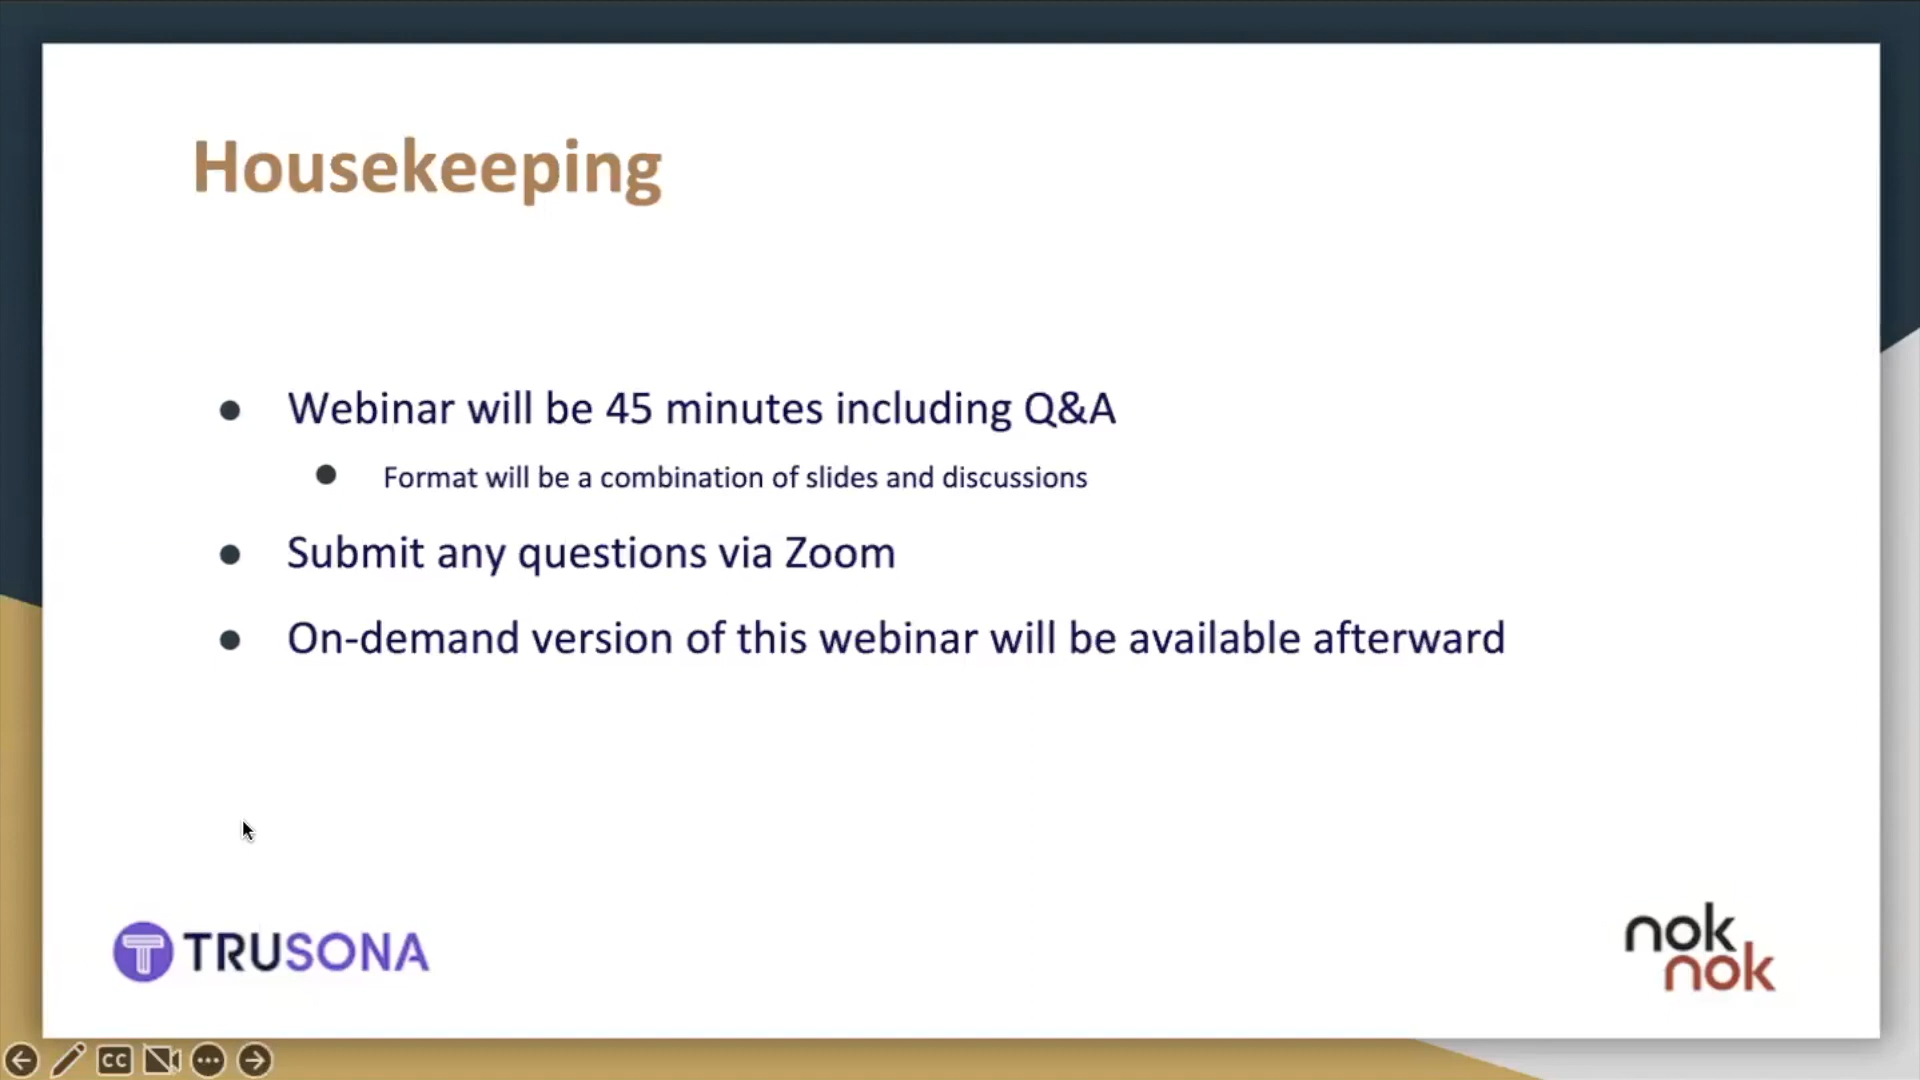 Housekeeping
Webinar will be 45 minutes including Q&A
Format will be a combination of slides and discussions
Submit any questions via Zoom
On-demand version of this webinar will be available afterward
TRUSONA
nok
nok
CC